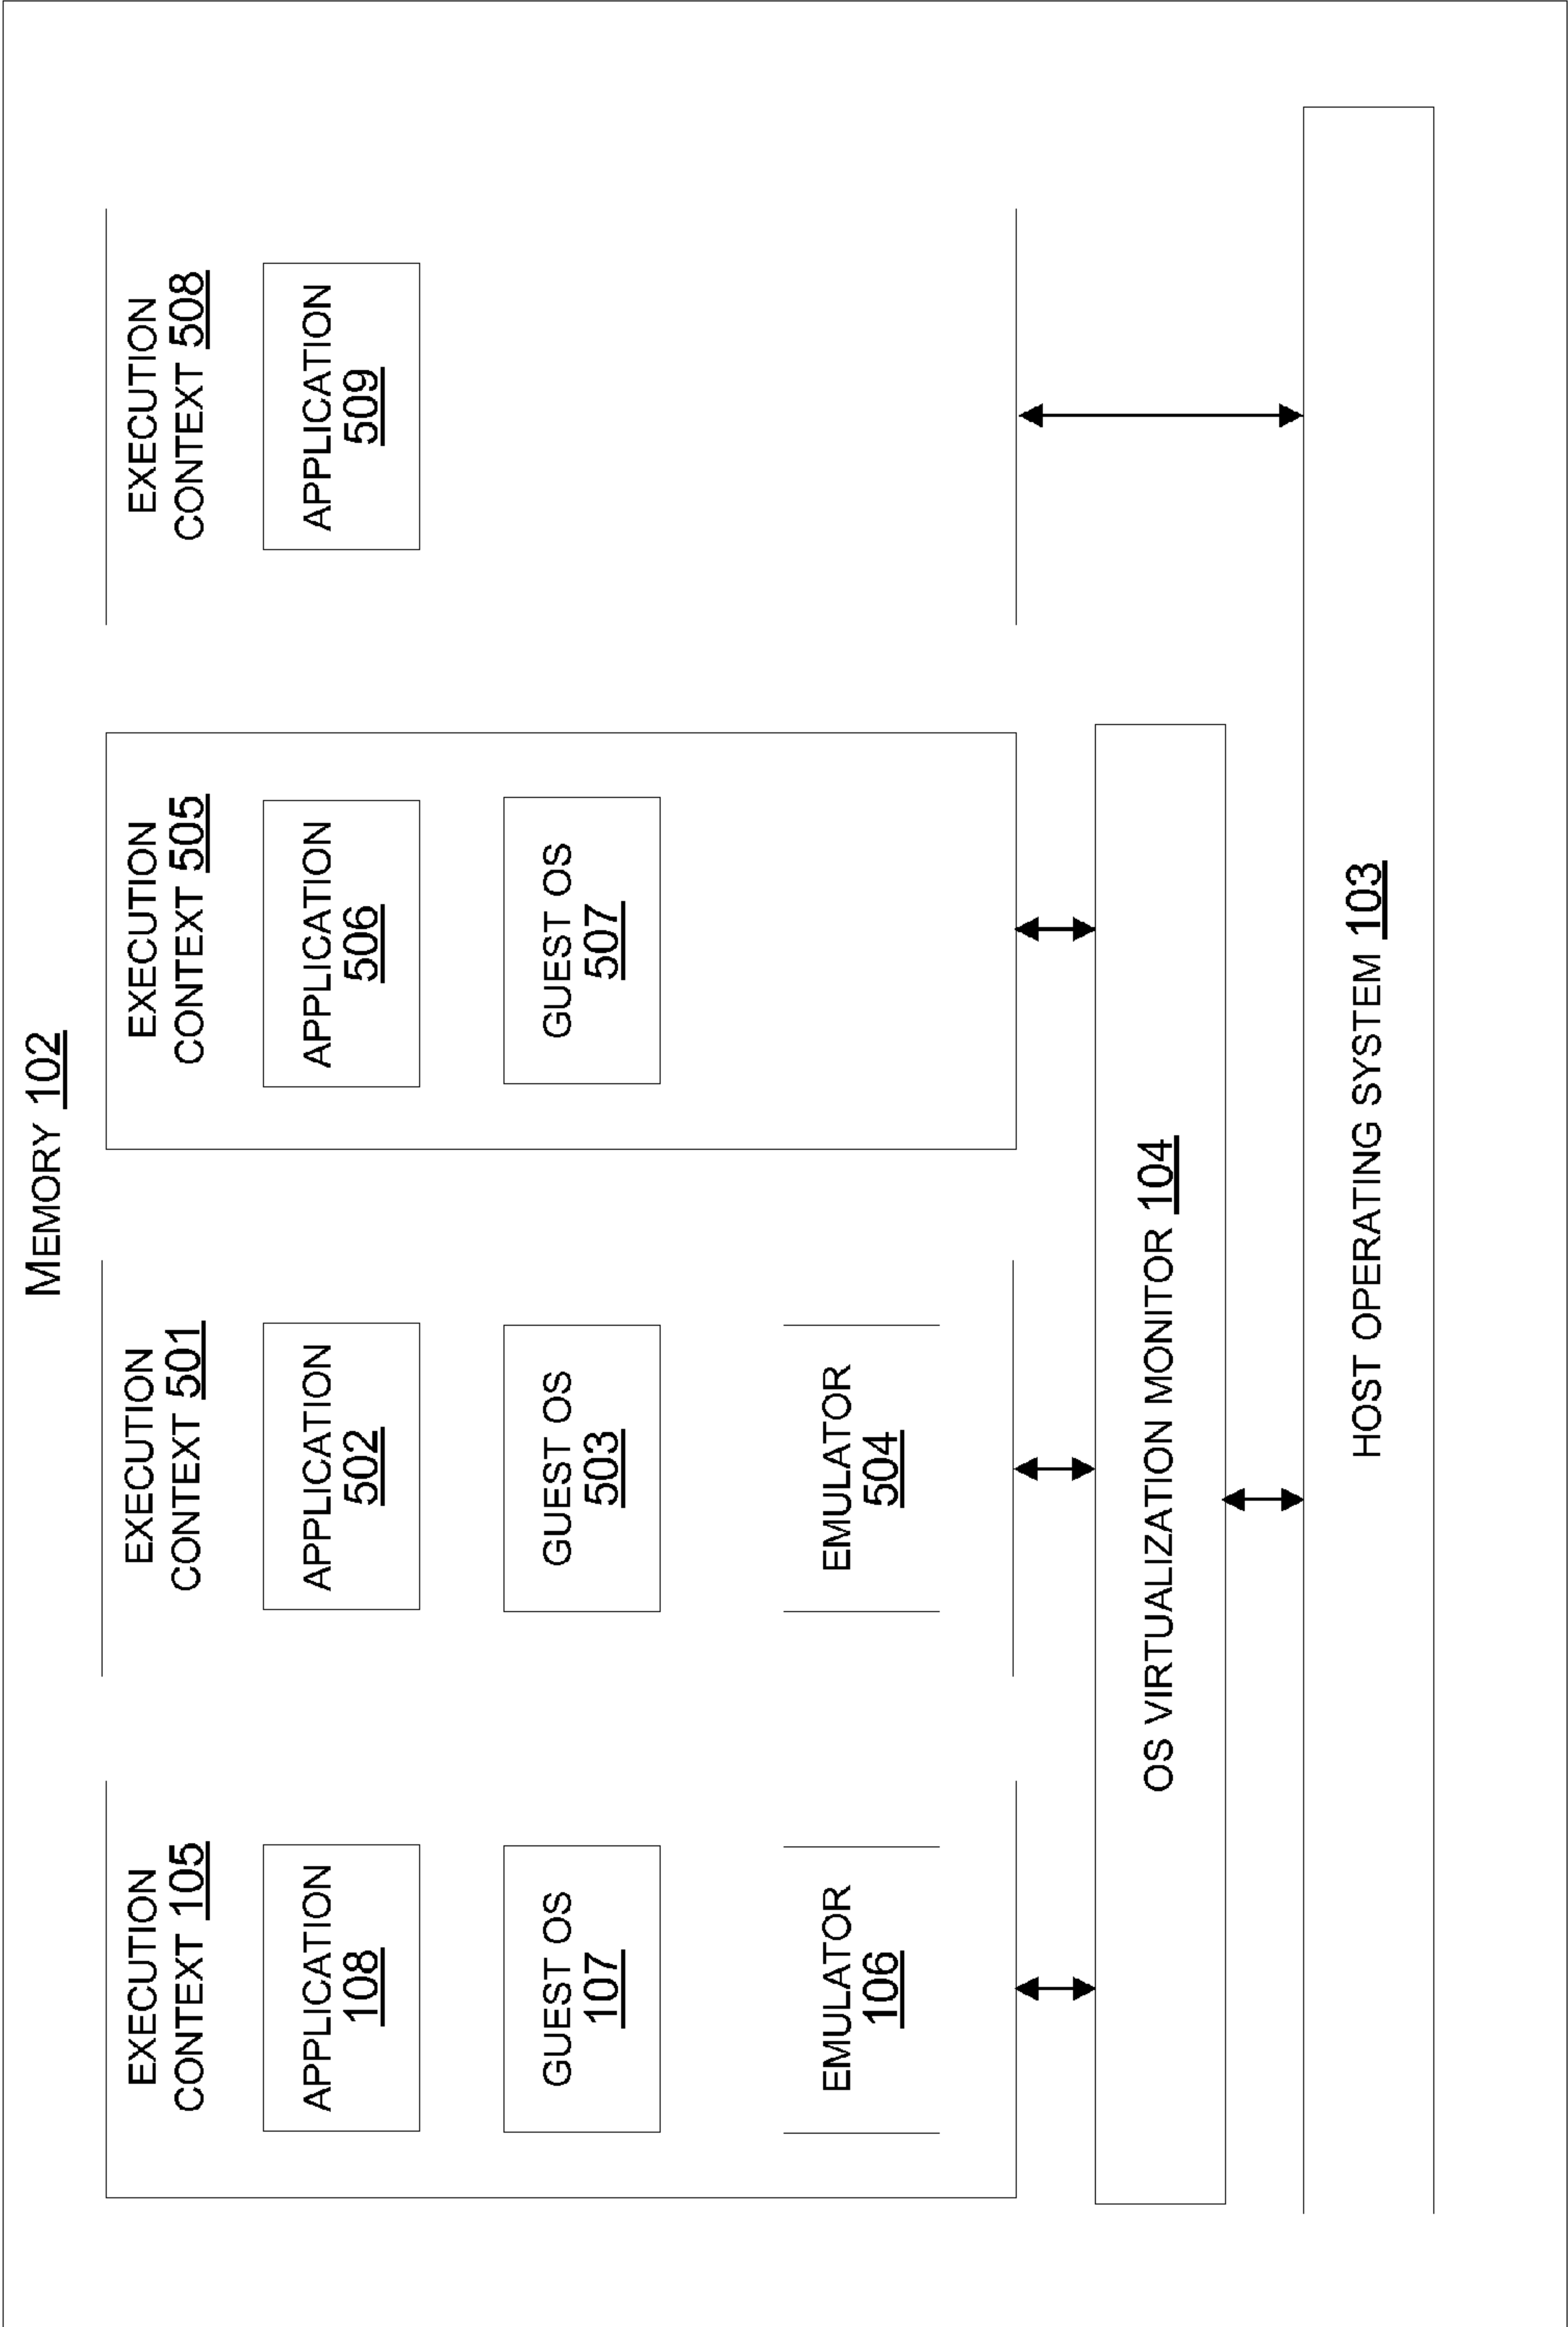 MEMORY 102
EXECUTION
CONTEXT 105
APPLICATION
108
GUEST OS
107
EMULATOR
106
EXECUTION
CONTEXT 501
APPLICATION
502
GUEST OS
503
EMULATOR
504
EXECUTION
CONTEXT 505
APPLICATION
506
GUEST OS
507
EXECUTION
CONTEXT 508
APPLICATION
509
OS VIRTUALIZATION MONITOR 104
HOST OPERATING SYSTEM 103